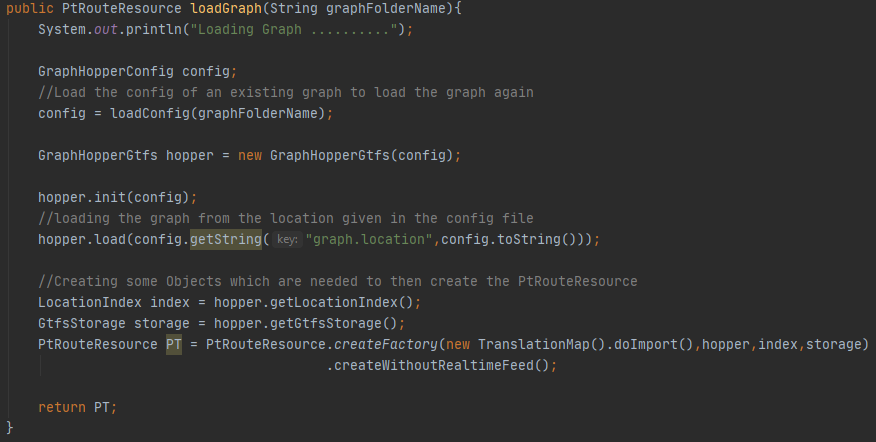 public PtRouteResource loadGraph(String graphFolderName){
System.out.println("Loading Graph ..........");
GraphHopperConfig config;
//Load the config of an existing graph to load the graph again
config = loadConfig(graphFolderName);
GraphHopperGtfs hopper = new GraphHopperGtfs(config);
hopper.init(config);
//loading the graph from the location given in the config file
hopper.load(config.getString( key: "graph.location",config.toString()));
//Creating some Objects which are needed to then create the PtRouteResource
LocationIndex index = hopper.getLocationIndex();
GtfsStorage storage = hopper.getGtfsStorage();
PtRouteResource PT = PtRouteResource.createFactory(new TranslationMap().doImport(),hopper,index,storage)
.createWithoutRealtimeFeed();
return PT;
}